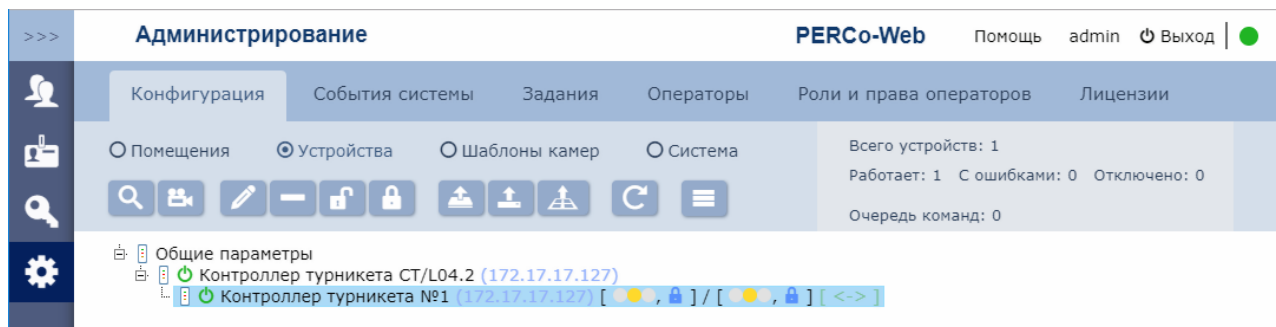 >>> Администрирование PERCo-Web Помощь admin Выход
Конфигурация События системы Задания Операторы Роли и права операторов Лицензии
Помещения Устройства Шаблоны камер Система
Всего устройств: 1
Работает: 1 С ошибками: 0 Отключено: 0
Очередь команд: 0
Общие параметры
Контроллер турникета CT/L04.2 (172.17.17.127)
Контроллер турникета №1 (172.17.17.127) [ , ] / [ , ] [ <-> ]